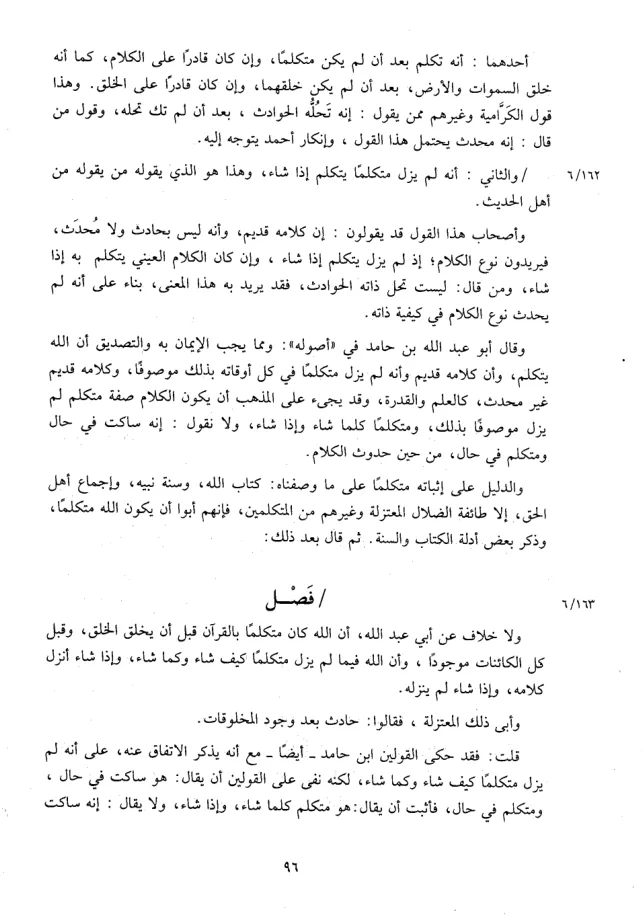 أحدهما : أنه تكلم بعد أن لم يكن متكلمًا، وإن كان قادرًا على الكلام، كما أنه
خلق السموات والأرض، بعد أن لم يكن خلقهما، وإن كان قادرًا على الخلق. وهذا
قول الكَرَّامية وغيرهم ممن يقول : إنه تَحُلُّه الحوادث ، بعد أن لم تك تحله، وقول من
قال : إنه محدث يحتمل هذا القول ، وإنكار أحمد يتوجه إليه.
٦/١٦٢
/ والثاني : أنه لم يزل متكلمًا يتكلم إذا شاء، وهذا هو الذي يقوله من يقوله من
أهل الحديث.
وأصحاب هذا القول قد يقولون : إن كلامه قديم، وأنه ليس بحادث ولا مُحدَث،
فيريدون نوع الكلام؛ إذ لم يزل يتكلم إذا شاء ، وإن كان الكلام العيني يتكلم به إذا
شاء، ومن قال: ليست تحل ذاته الحوادث، فقد يريد به هذا المعنى، بناء على أنه لم
يحدث نوع الكلام في كيفية ذاته.
وقال أبو عبد الله بن حامد في «أصوله»: ومما يجب الإيمان به والتصديق أن الله
يتكلم، وأن كلامه قديم وأنه لم يزل متكلمًا في كل أوقاته بذلك موصوفًا، وكلامه قديم
غير محدث، كالعلم والقدرة، وقد يجىء على المذهب أن يكون الكلام صفة متكلم لم
يزل موصوفًا بذلك، ومتكلمًا كلما شاء وإذا شاء، ولا نقول : إنه ساكت في حال
ومتكلم في حال، من حين حدوث الكلام.
والدليل على إثباته متكلمًا على ما وصفناه: كتاب الله، وسنة نبيه، وإجماع أهل
الحق، إلا طائفة الضلال المعتزلة وغيرهم من المتكلمين، فإنهم أبوا أن يكون الله متكلمًا،
وذكر بعض أدلة الكتاب والسنة. ثم قال بعد ذلك:
٦/١٦٣
/ فَصْــل
ولا خلاف عن أبي عبد الله، أن الله كان متكلمًا بالقرآن قبل أن يخلق الخلق، وقبل
كل الكائنات موجودًا ، وأن الله فيما لم يزل متكلمًا كيف شاء وكما شاء، وإذا شاء أنزل
كلامه، وإذا شاء لم ينزله.
وأبى ذلك المعتزلة ، فقالوا: حادث بعد وجود المخلوقات.
قلت: فقد حكى القولين ابن حامد ـ أيضًا ـ مع أنه يذكر الاتفاق عنه، على أنه لم
يزل متكلمًا كيف شاء وكما شاء، لكنه نفى على القولين أن يقال: هو ساكت في حال ،
ومتكلم في حال، فأثبت أن يقال: هو متكلم كلما شاء، وإذا شاء، ولا يقال : إنه ساكت
٩٦